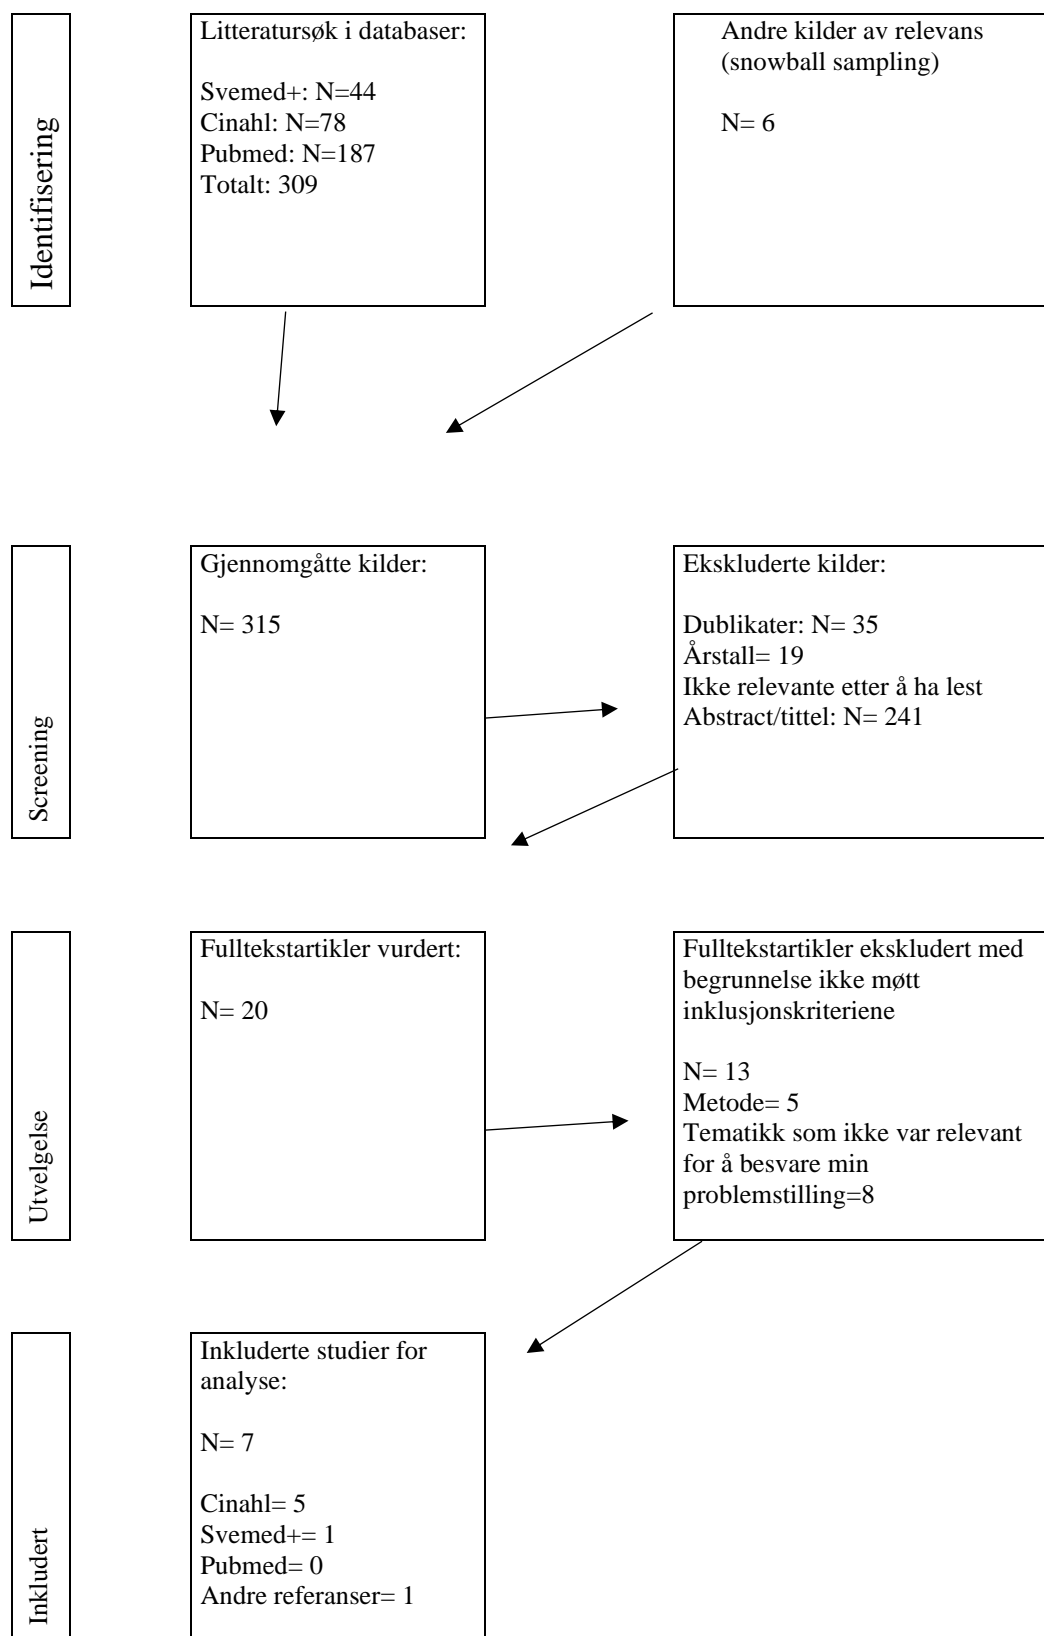 Identifisering
Litteratursøk i databaser:
Svemed+: N=44
Cinahl: N=78
Pubmed: N=187
Totalt: 309
Andre kilder av relevans
(snowball sampling)
N= 6
Screening
Gjennomgåtte kilder:
N= 315
Ekskluderte kilder:
Dublikater: N= 35
Årstall= 19
Ikke relevante etter å ha lest
Abstract/tittel: N= 241
Utvelgelse
Fulltekstartikler vurdert:
N= 20
Fulltekstartikler ekskludert med
begrunnelse ikke møtt
inklusjonskriteriene
N= 13
Metode= 5
Tematikk som ikke var relevant
for å besvare min
problemstilling=8
Inkludert
Inkluderte studier for
analyse:
N= 7
Cinahl= 5
Svemed+= 1
Pubmed= 0
Andre referanser= 1